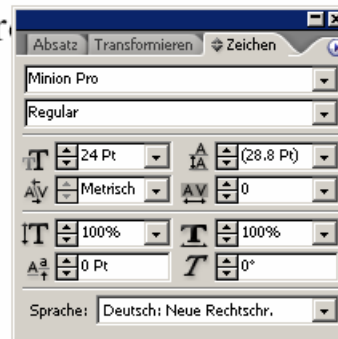 Absatz Transformieren Zeichen
Minion Pro
Regular
24 Pt (28.8 Pt)
Metrisch 0
100% 100%
0 Pt 0°
Sprache: Deutsch: Neue Rechtschr.